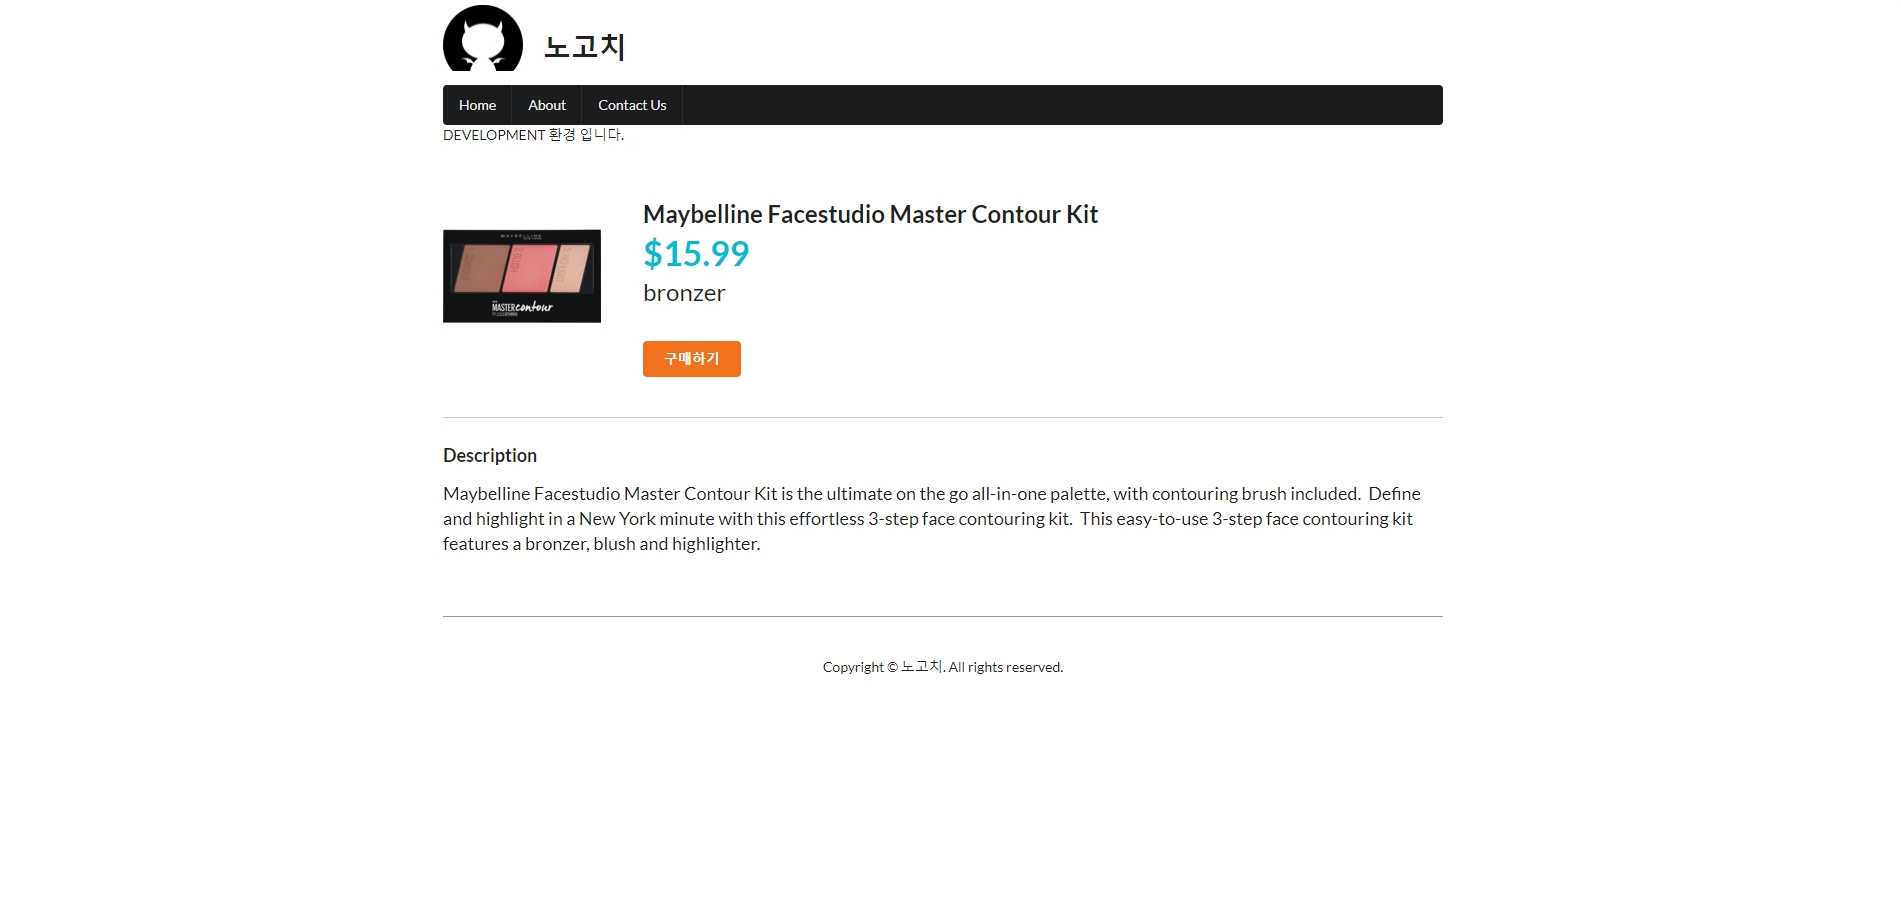 노고치
Home About Contact Us
DEVELOPMENT 환경 입니다.
Maybelline Facestudio Master Contour Kit
$15.99
bronzer
MAYBELLINE
MASTER contour
구매하기
Description
Maybelline Facestudio Master Contour Kit is the ultimate on the go all-in-one palette, with contouring brush included.  Define
and highlight in a New York minute with this effortless 3-step face contouring kit.  This easy-to-use 3-step face contouring kit
features a bronzer, blush and highlighter.
Copyright © 노고치. All rights reserved.